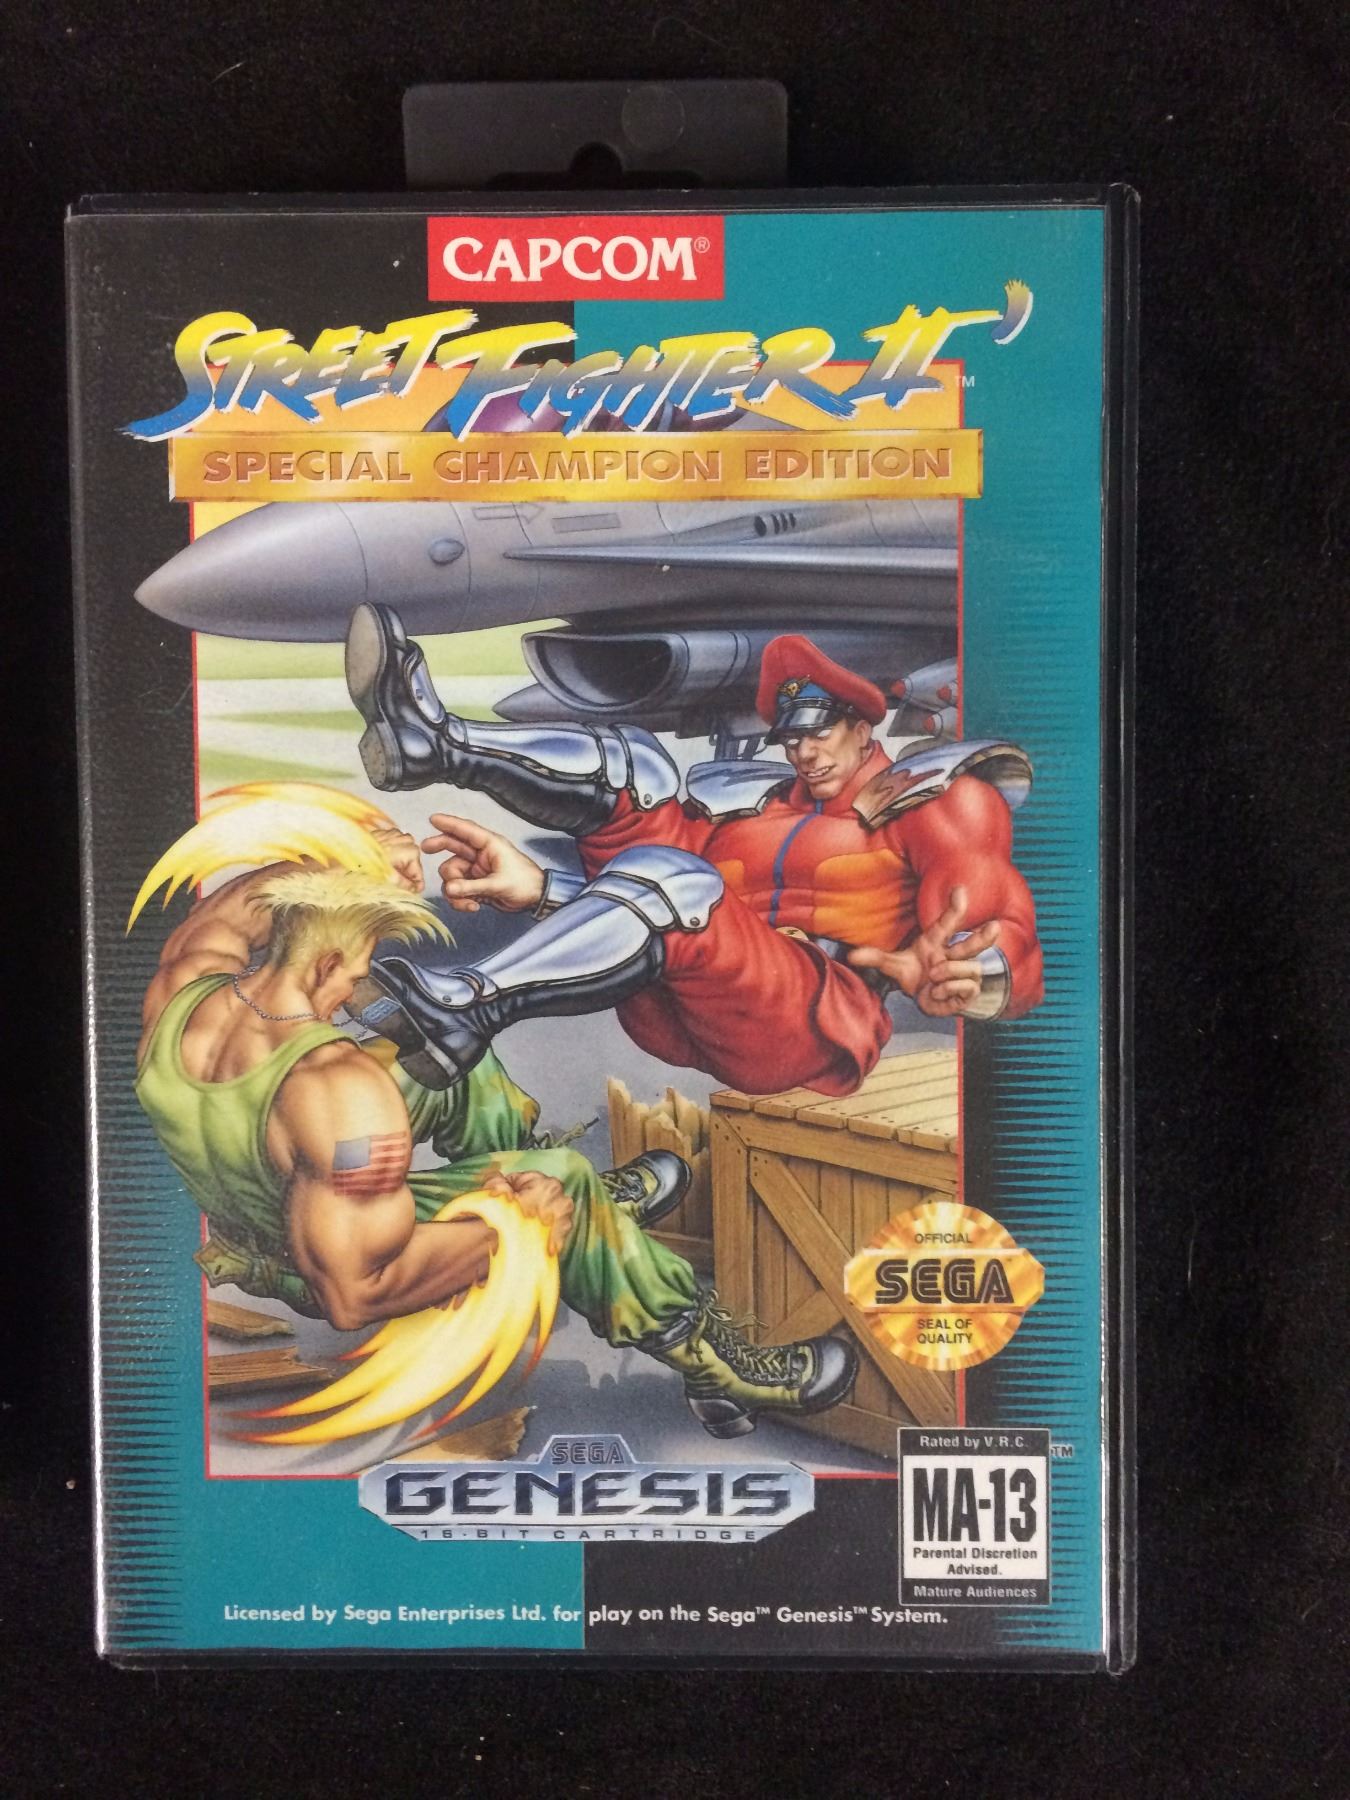 CAPCOM®
STREET FIGHTER II' ™
SPECIAL CHAMPION EDITION
OFFICIAL
SEGA
SEAL OF
QUALITY
SEGA
GENESIS
16-BIT CARTRIDGE
Rated by V.R.C. ™
MA-13
Parental Discretion
Advised.
Mature Audiences
Licensed by Sega Enterprises Ltd. for play on the Sega™ Genesis™ System.